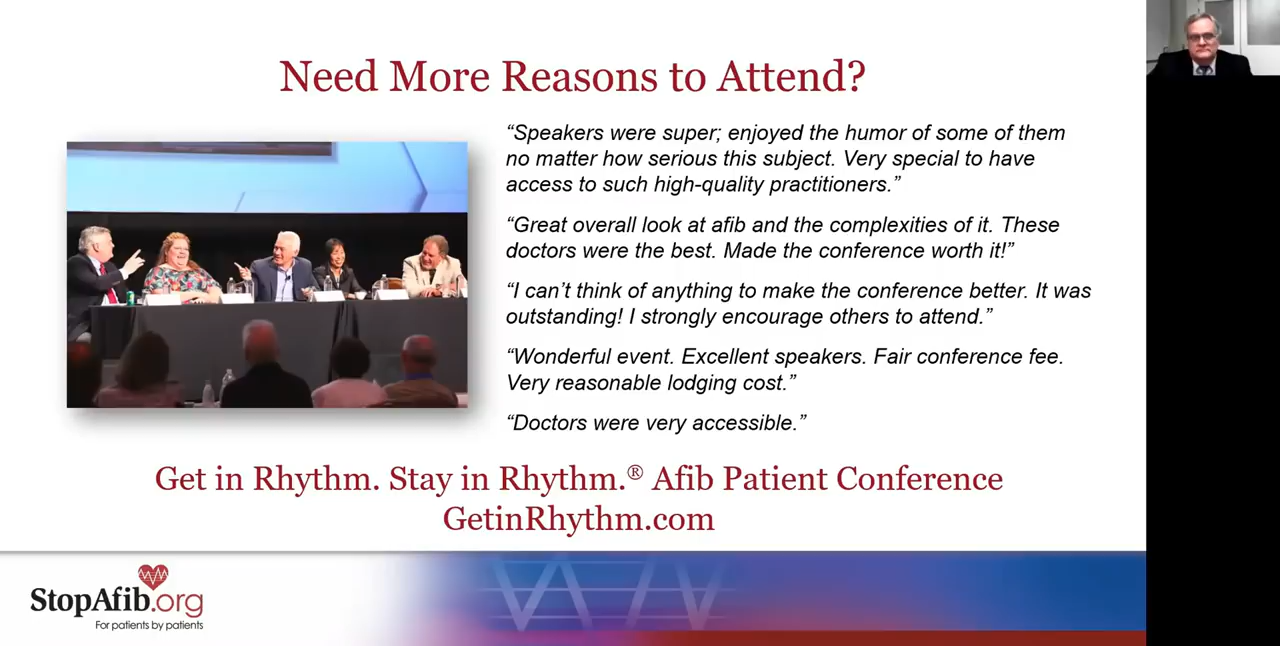 Need More Reasons to Attend?
“Speakers were super; enjoyed the humor of some of them
no matter how serious this subject. Very special to have
access to such high-quality practitioners.”
“Great overall look at afib and the complexities of it. These
doctors were the best. Made the conference worth it!”
“I can’t think of anything to make the conference better. It was
outstanding! I strongly encourage others to attend.”
“Wonderful event. Excellent speakers. Fair conference fee.
Very reasonable lodging cost.”
“Doctors were very accessible.”
Get in Rhythm. Stay in Rhythm.® Afib Patient Conference
GetinRhythm.com
StopAfib.org
For patients by patients